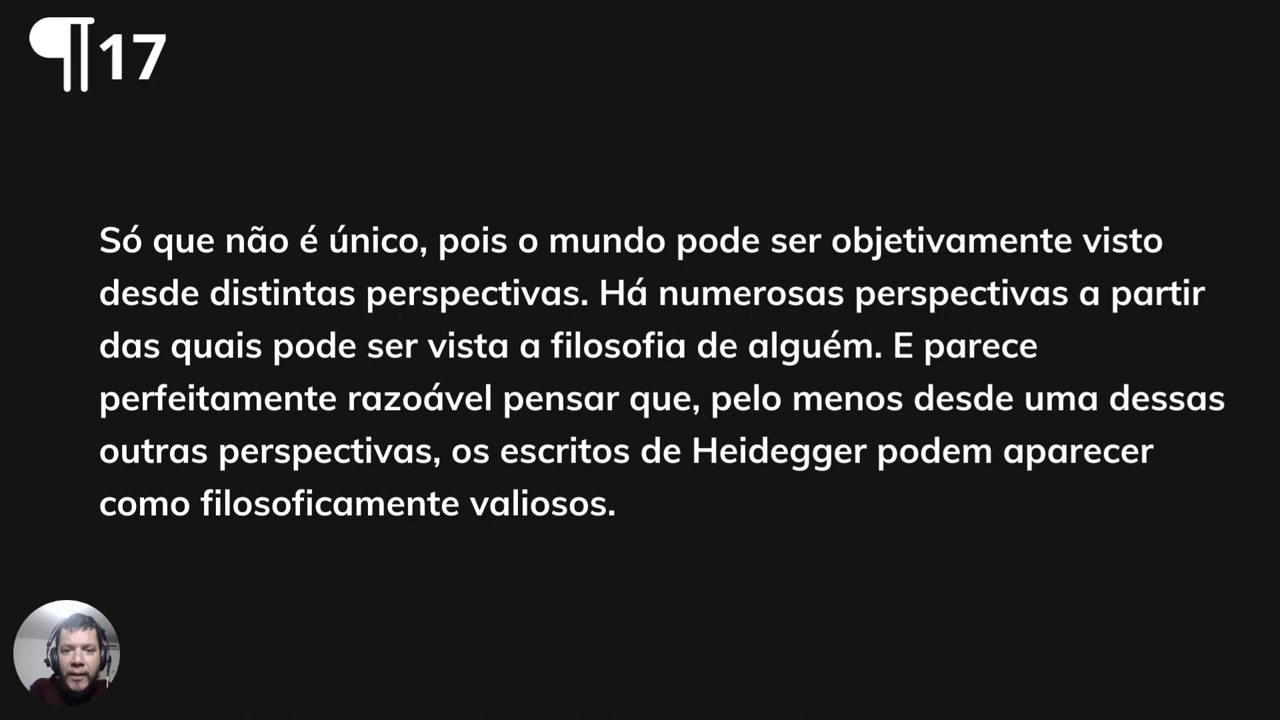 ¶17
Só que não é único, pois o mundo pode ser objetivamente visto
desde distintas perspectivas. Há numerosas perspectivas a partir
das quais pode ser vista a filosofia de alguém. E parece
perfeitamente razoável pensar que, pelo menos desde uma dessas
outras perspectivas, os escritos de Heidegger podem aparecer
como filosoficamente valiosos.